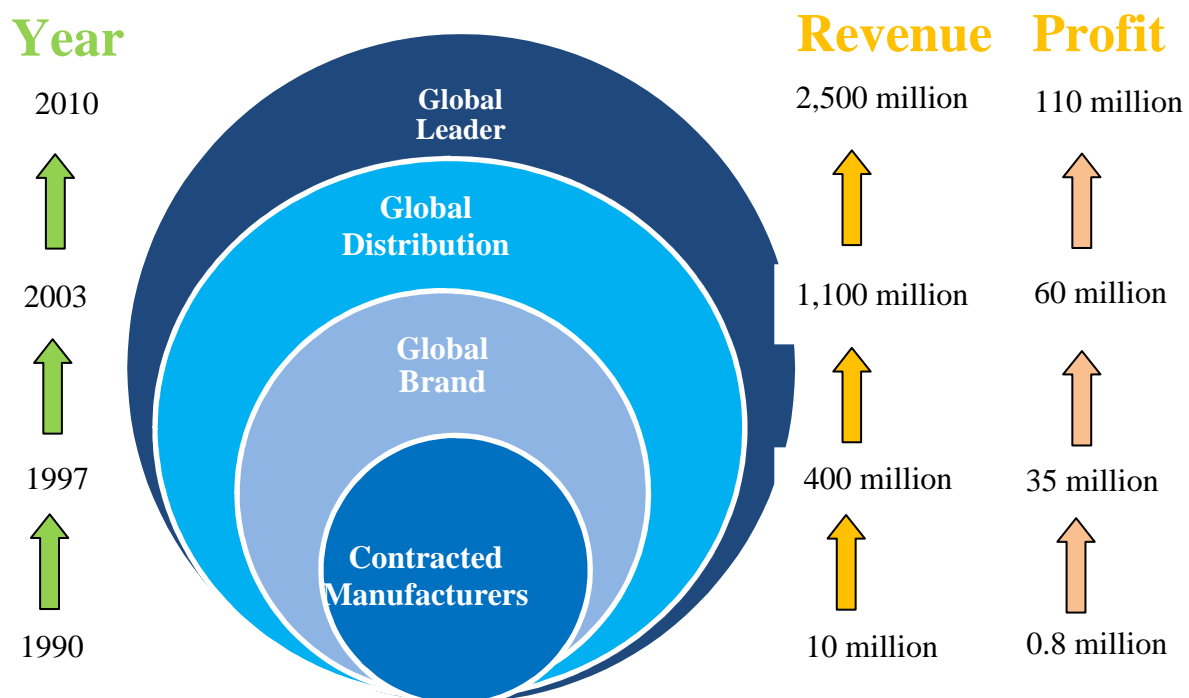 Year
Revenue
Profit
2010
Global
Leader
2,500 million
110 million
Global
Distribution
2003
1,100 million
60 million
Global
Brand
1997
400 million
35 million
Contracted
Manufacturers
1990
10 million
0.8 million